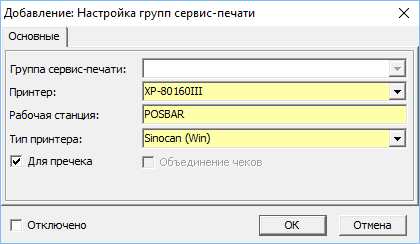 Добавление: Настройка групп сервис-печати
Основные
Группа сервис-печати:
Принтер: XP-80160III
Рабочая станция: POSBAR
Тип принтера: Sinocan (Win)
Для пречека Объединение чеков
Отключено OK Отмена